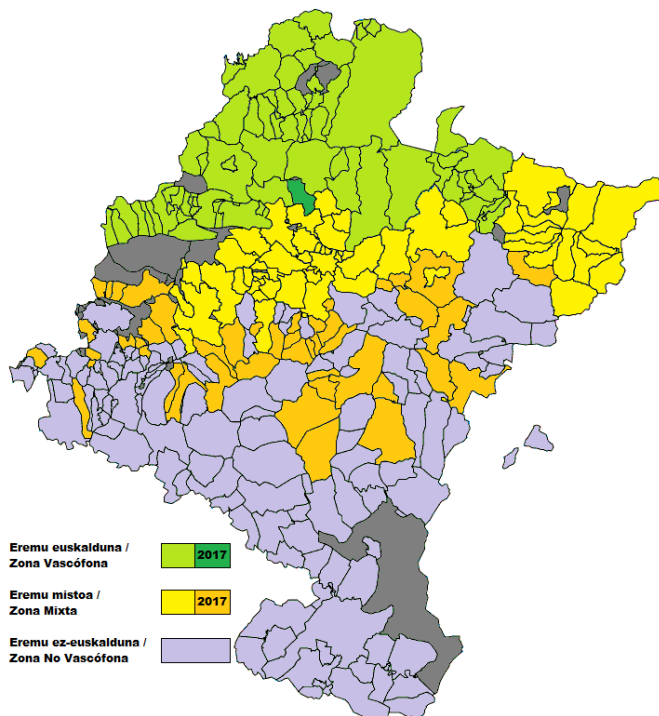 Eremu euskalduna /
Zona Vascófona
2017
Eremu mistoa /
Zona Mixta
2017
Eremu ez-euskalduna /
Zona No Vascófona